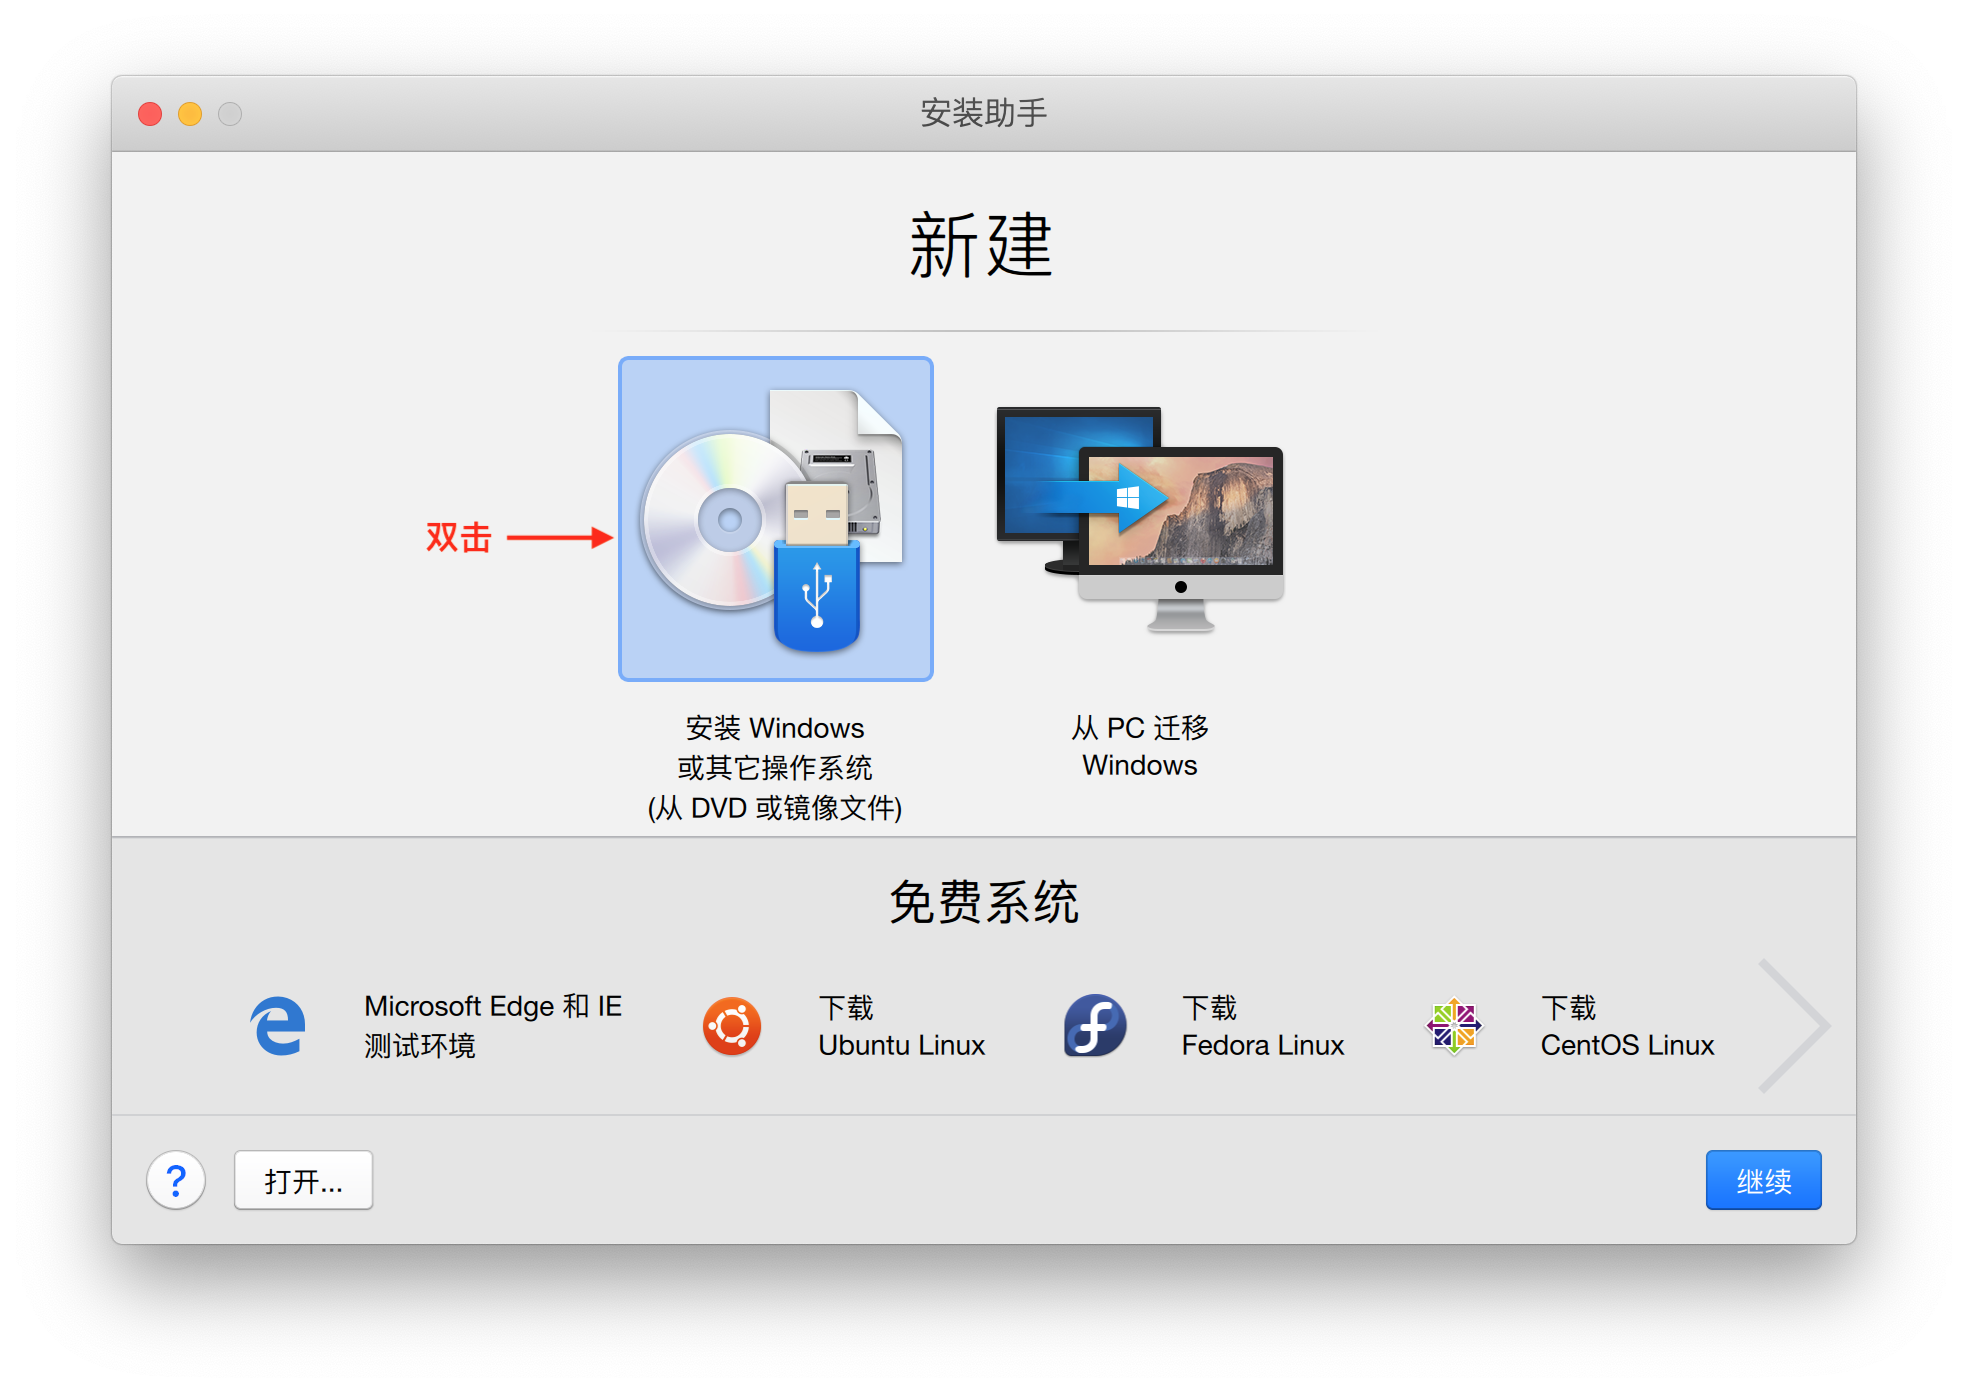 安装助手
新建
双击
安装 Windows
或其它操作系统
(从 DVD 或镜像文件)
从 PC 迁移
Windows
免费系统
Microsoft Edge 和 IE
测试环境
下载
Ubuntu Linux
下载
Fedora Linux
下载
CentOS Linux
?
打开...
继续